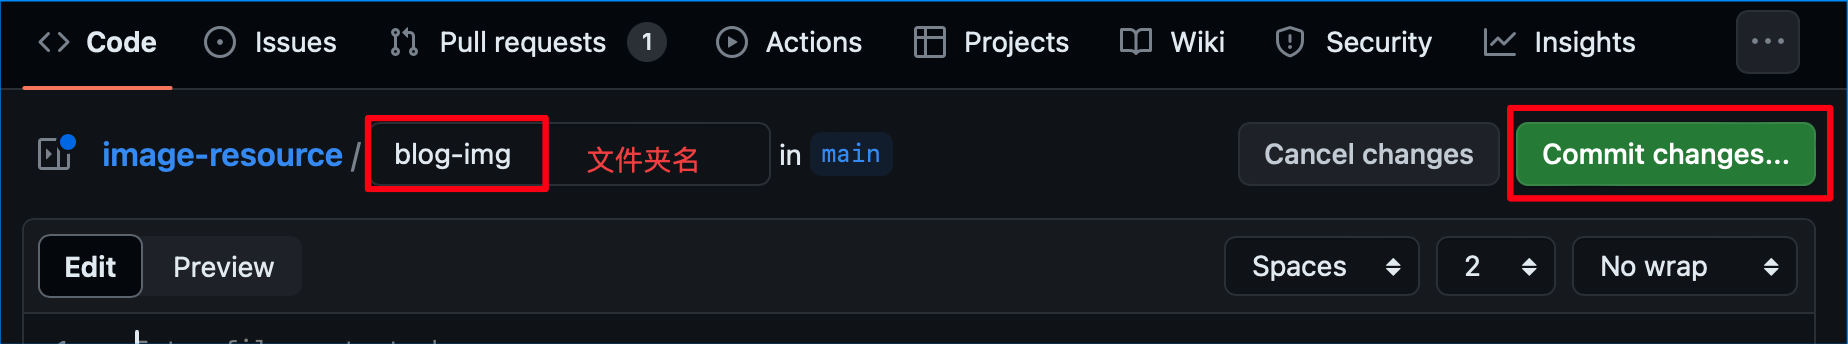 Code Issues Pull requests 1 Actions Projects Wiki Security Insights ...
image-resource / blog-img 文件夹名 in main Cancel changes Commit changes...
Edit Preview Spaces 2 No wrap